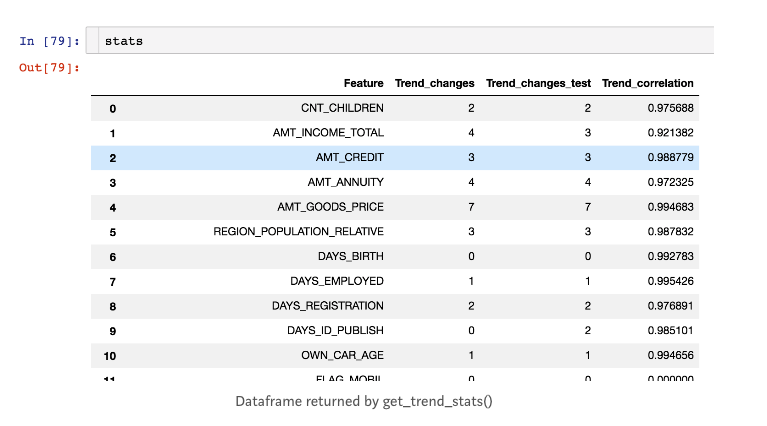 In [79]: stats
Out[79]:
Feature Trend_changes Trend_changes_test Trend_correlation
0 CNT_CHILDREN 2 2 0.975688
1 AMT_INCOME_TOTAL 4 3 0.921382
2 AMT_CREDIT 3 3 0.988779
3 AMT_ANNUITY 4 4 0.972325
4 AMT_GOODS_PRICE 7 7 0.994683
5 REGION_POPULATION_RELATIVE 3 3 0.987832
6 DAYS_BIRTH 0 0 0.992783
7 DAYS_EMPLOYED 1 1 0.995426
8 DAYS_REGISTRATION 2 2 0.976891
9 DAYS_ID_PUBLISH 0 2 0.985101
10 OWN_CAR_AGE 1 1 0.994656
11 FLAG_MOBIL 0 0 0.000000
Dataframe returned by get_trend_stats()